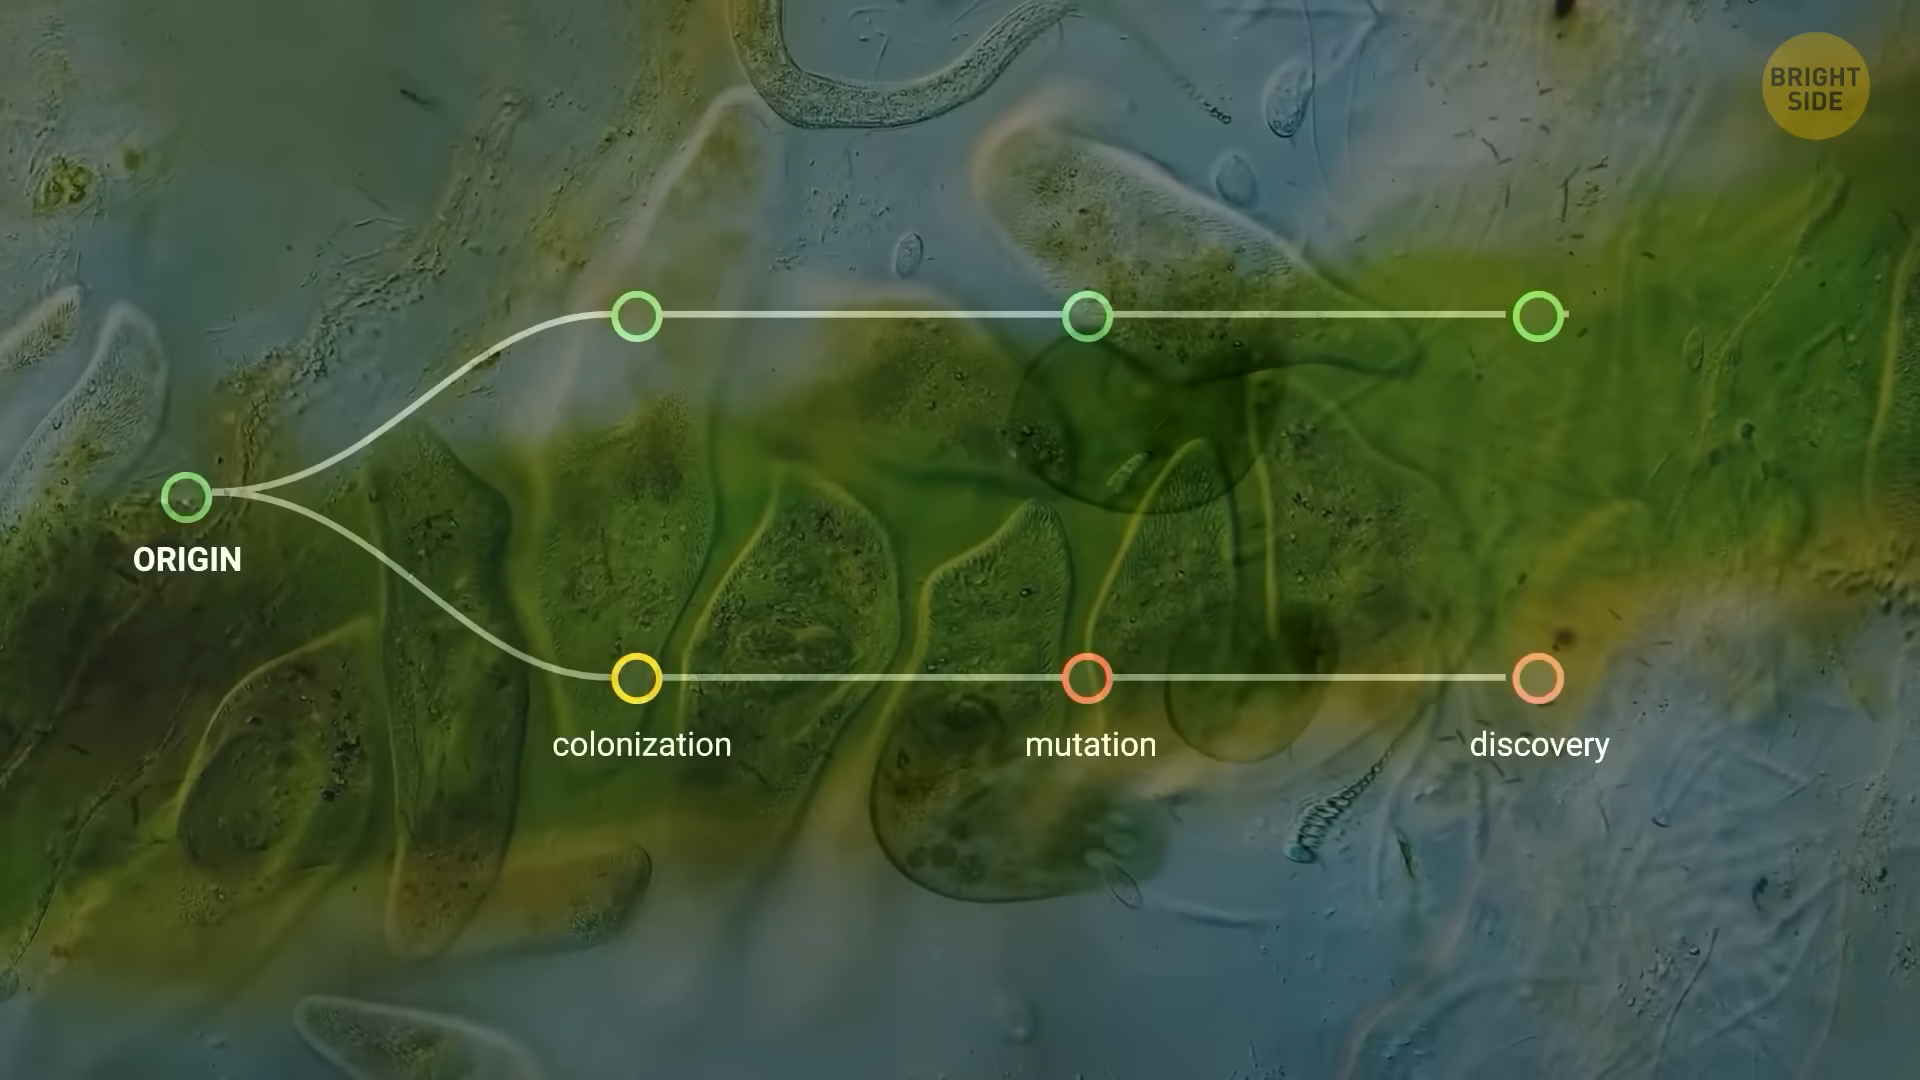 BRIGHT
SIDE
ORIGIN
colonization
mutation
discovery